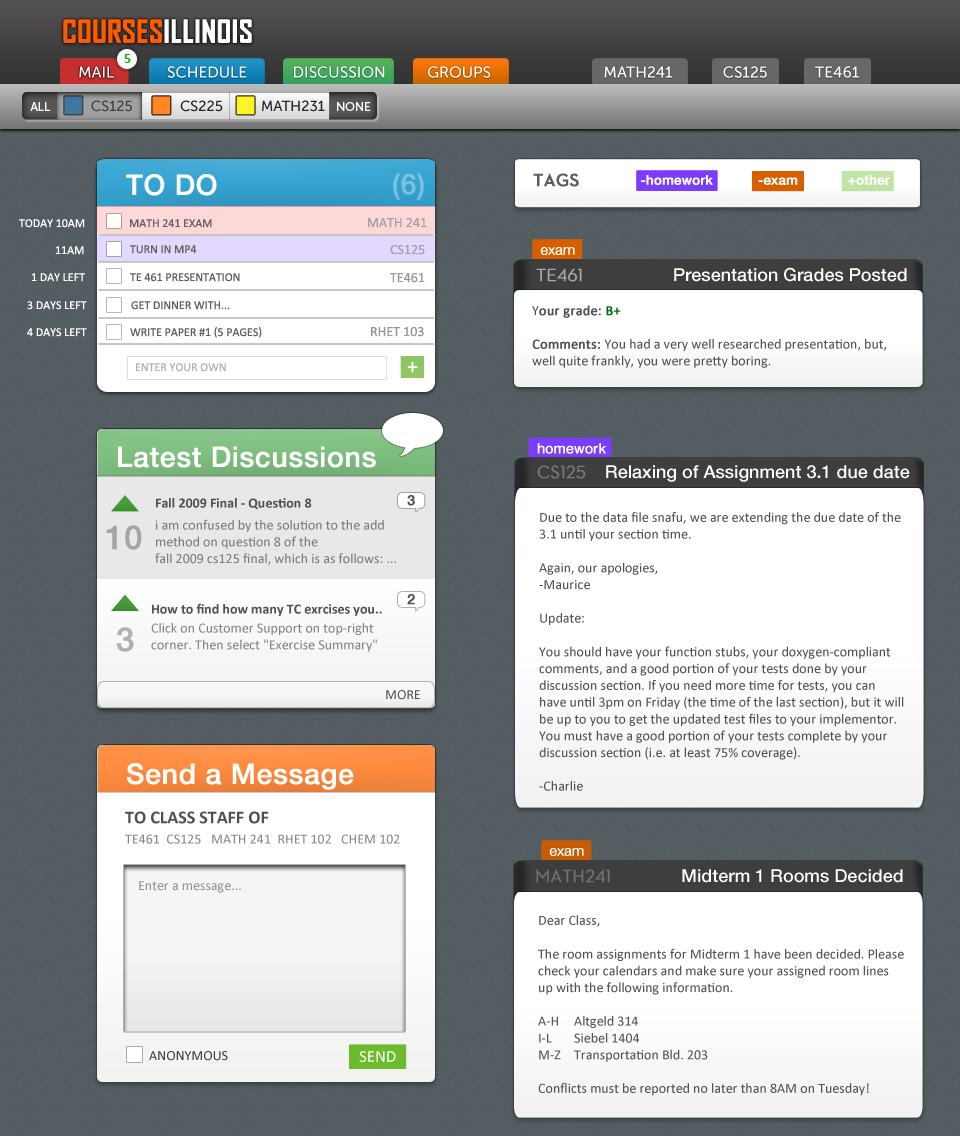 COURSESILLINOIS
MAIL 5 SCHEDULE DISCUSSION GROUPS MATH241 CS125 TE461
ALL CS125 CS225 MATH231 NONE
TO DO (6)
TODAY 10AM MATH 241 EXAM MATH 241
11AM TURN IN MP4 CS125
1 DAY LEFT TE 461 PRESENTATION TE461
3 DAYS LEFT GET DINNER WITH...
4 DAYS LEFT WRITE PAPER #1 (5 PAGES) RHET 103
ENTER YOUR OWN +
Latest Discussions
Fall 2009 Final - Question 8 3
10
i am confused by the solution to the add
method on question 8 of the
fall 2009 cs125 final, which is as follows: ...
How to find how many TC exrcises you.. 2
3
Click on Customer Support on top-right
corner. Then select "Exercise Summary"
MORE
Send a Message
TO CLASS STAFF OF
TE461 CS125 MATH 241 RHET 102 CHEM 102
Enter a message...
ANONYMOUS SEND
TAGS -homework -exam +other
exam
TE461 Presentation Grades Posted
Your grade: B+
Comments: You had a very well researched presentation, but,
well quite frankly, you were pretty boring.
homework
CS125 Relaxing of Assignment 3.1 due date
Due to the data file snafu, we are extending the due date of the
3.1 until your section time.
Again, our apologies,
-Maurice
Update:
You should have your function stubs, your doxygen-compliant
comments, and a good portion of your tests done by your
discussion section. If you need more time for tests, you can
have until 3pm on Friday (the time of the last section), but it will
be up to you to get the updated test files to your implementor.
You must have a good portion of your tests complete by your
discussion section (i.e. at least 75% coverage).
-Charlie
exam
MATH241 Midterm 1 Rooms Decided
Dear Class,
The room assignments for Midterm 1 have been decided. Please
check your calendars and make sure your assigned room lines
up with the following information.
A-H Altgeld 314
I-L Siebel 1404
M-Z Transportation Bld. 203
Conflicts must be reported no later than 8AM on Tuesday!